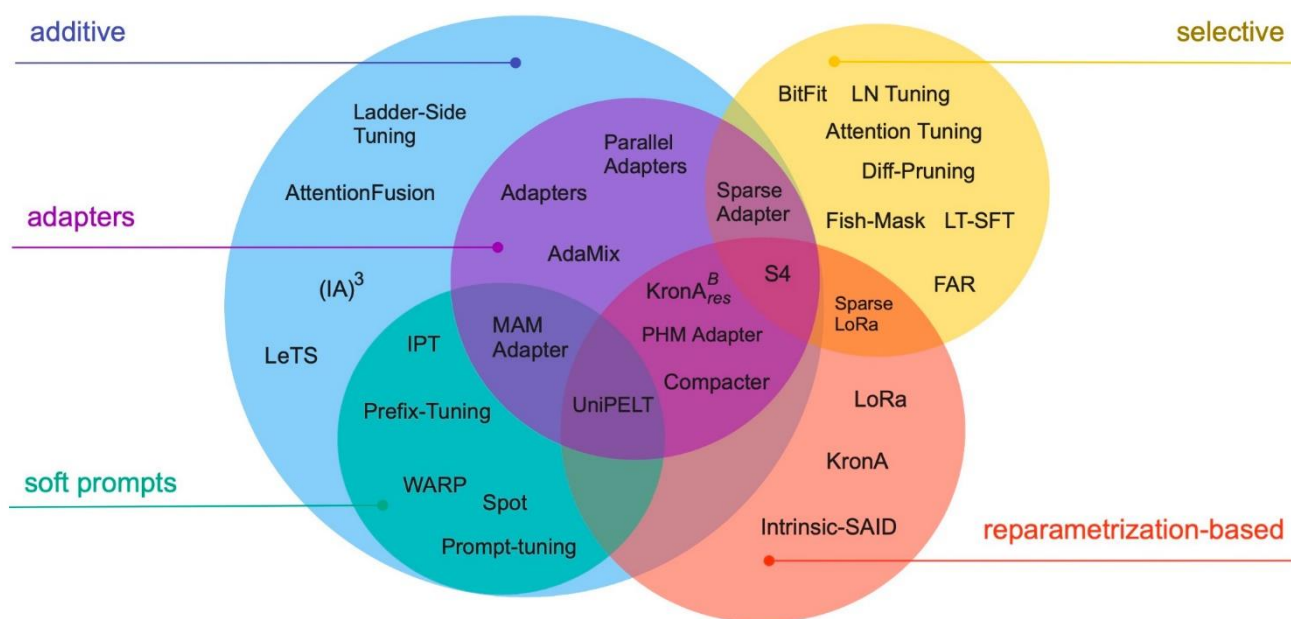 additive
selective
BitFit LN Tuning
Ladder-Side
Tuning
Attention Tuning
Parallel
Adapters
Diff-Pruning
AttentionFusion
Adapters
Sparse
Adapter
adapters
Fish-Mask LT-SFT
AdaMix
S4
(IA)³
KronA^B_res
FAR
Sparse
LoRa
MAM
Adapter
PHM Adapter
IPT
LeTS
Compacter
Prefix-Tuning
UniPELT
LoRa
KronA
soft prompts
WARP
Spot
Intrinsic-SAID
reparametrization-based
Prompt-tuning